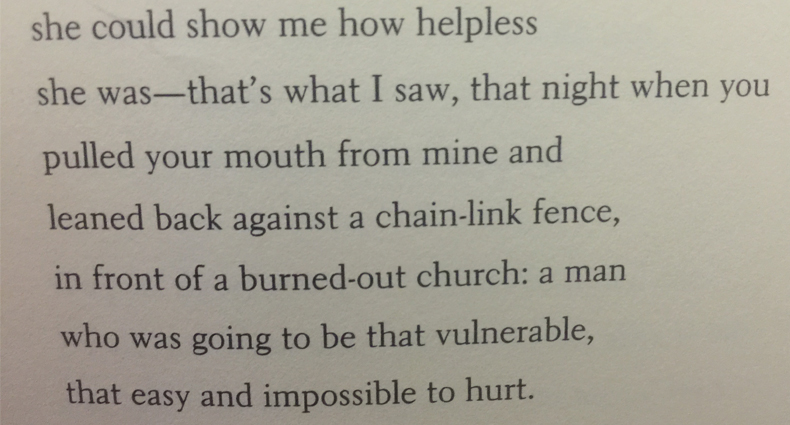 she could show me how helpless
she was—that’s what I saw, that night when you
pulled your mouth from mine and
leaned back against a chain-link fence,
in front of a burned-out church: a man
who was going to be that vulnerable,
that easy and impossible to hurt.